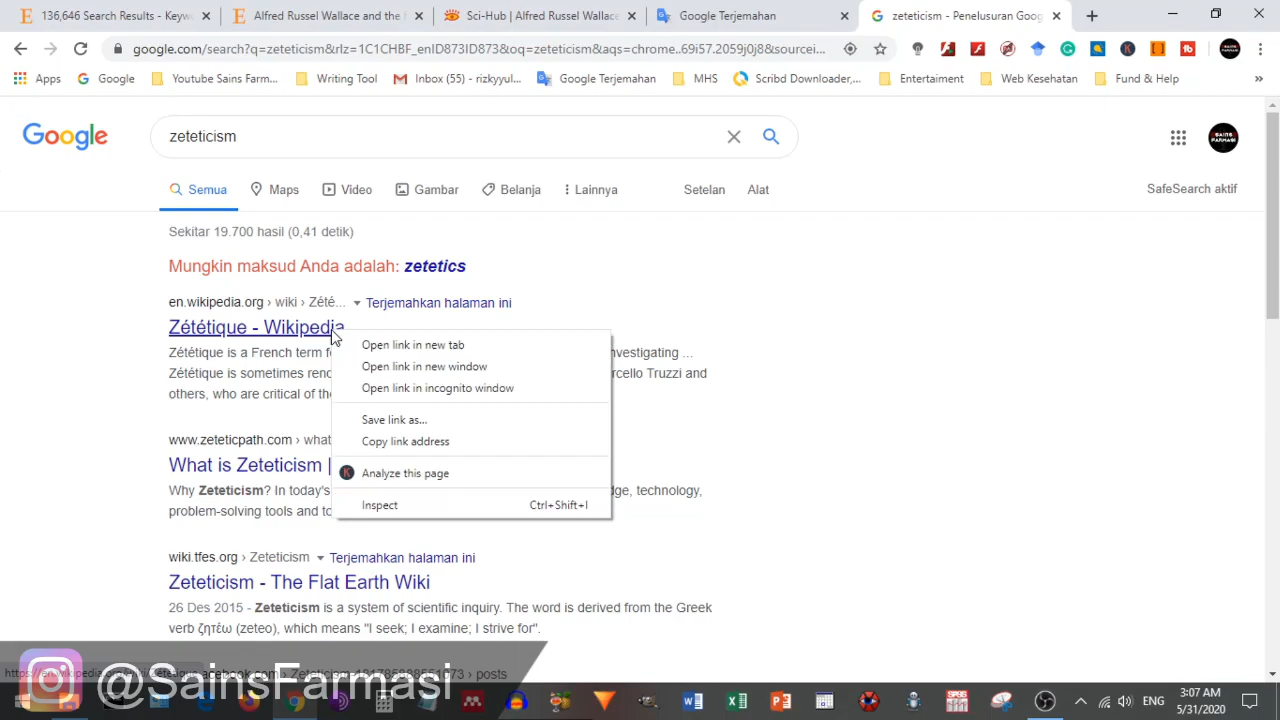 136,646 Search Results - Keyw
Alfred Russel Wallace and the
Sci-Hub | Alfred Russel Wallace
Google Terjemahan
zeteticism - Penelusuran Goog
google.com/search?q=zeteticism&rlz=1C1CHBF_enID873ID873&oq=zeteticism&aqs=chrome..69i57.2059j0j8&sourcei...
Apps
Google
Youtube Sains Farm...
Writing Tool
Inbox (55) - rizkyyul...
Google Terjemahan
MHS
Scribd Downloader,...
Entertaiment
Web Kesehatan
Fund & Help
»
Google
zeteticism
SAINS FARMASI
Semua
Maps
Video
Gambar
Belanja
Lainnya
Setelan
Alat
SafeSearch aktif
Sekitar 19.700 hasil (0,41 detik)
Mungkin maksud Anda adalah: zetetics
en.wikipedia.org › wiki › Zété...
Terjemahkan halaman ini
Zététique - Wikipedia
Zététique is a French term
nvestigating ...
Zététique is sometimes
rcello Truzzi and
others, who are critical of the
Open link in new tab
Open link in new window
Open link in incognito window
Save link as...
Copy link address
Analyze this page
Inspect
Ctrl+Shift+I
www.zeteticpath.com › what
What is Zeteticism |
Why Zeteticism? In today's
dge, technology,
problem-solving tools and
wiki.tfes.org › Zeteticism
Terjemahkan halaman ini
Zeteticism - The Flat Earth Wiki
26 Des 2015 - Zeteticism is a system of scientific inquiry. The word is derived from the Greek
verb ζητέω (zeteo), which means "I seek; I examine; I strive for".
› posts
@SainsFarmasi
ENG
3:07 AM
5/31/2020